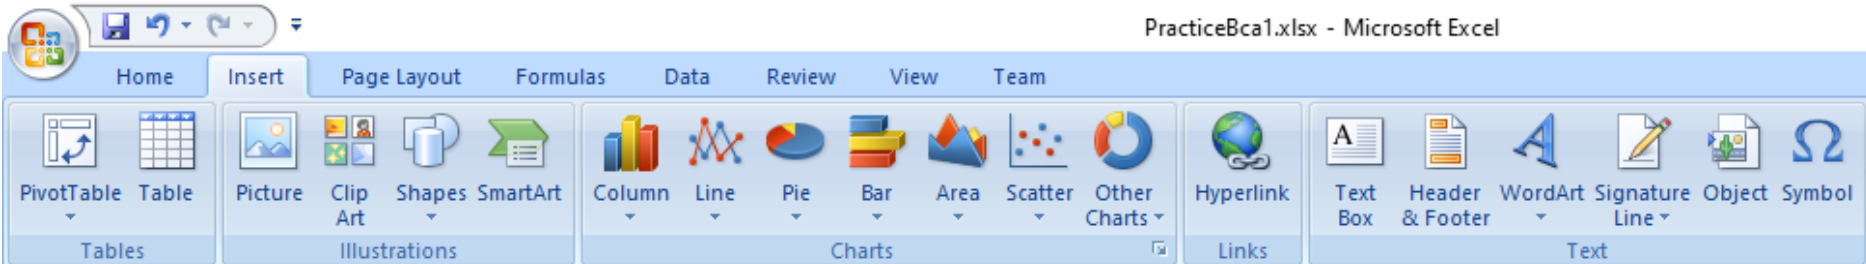 PracticeBca1.xlsx - Microsoft Excel
Home Insert Page Layout Formulas Data Review View Team
PivotTable Table Picture Clip Art Shapes SmartArt Column Line Pie Bar Area Scatter Other Charts Hyperlink Text Box Header & Footer WordArt Signature Line Object Symbol
Tables Illustrations Charts Links Text